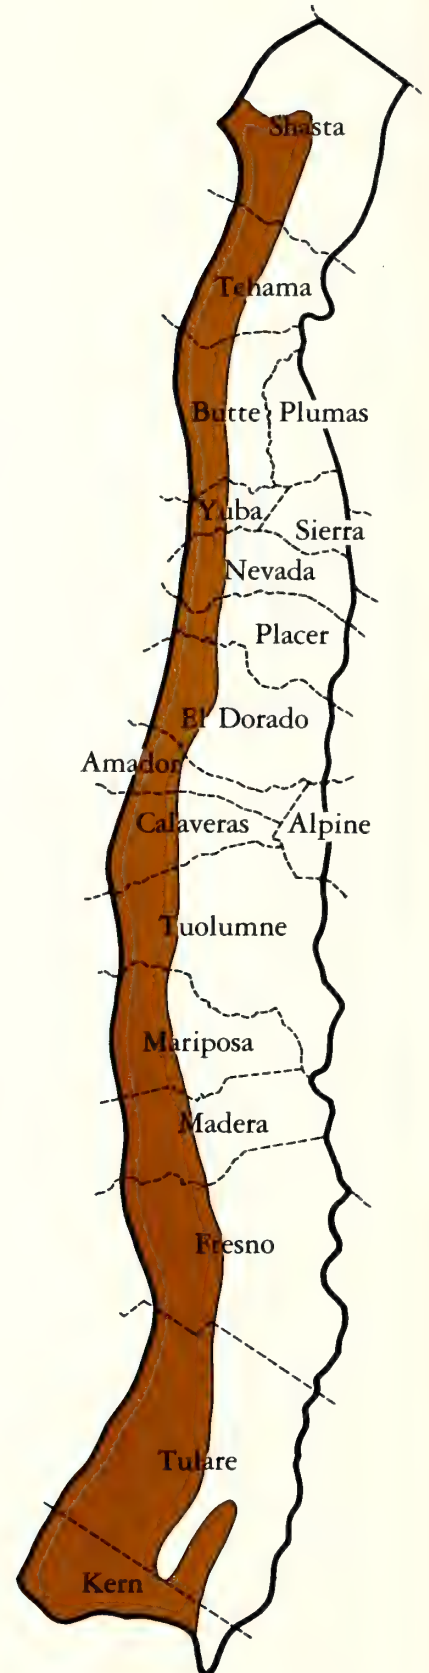 Shasta
Tehama
Butte Plumas
Yuba
Sierra
Nevada
Placer
El Dorado
Amador
Calaveras Alpine
Tuolumne
Mariposa
Madera
Fresno
Tulare
Kern